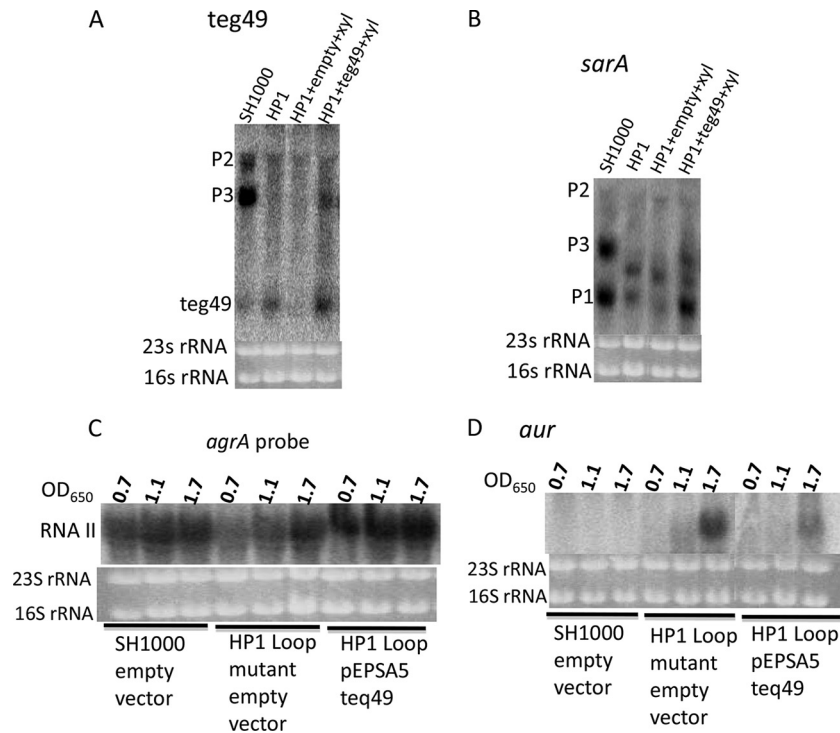 A
teg49
SH1000
HP1
HP1+empty+xyl
HP1+teg49+xyl
P2
P3
teg49
23s rRNA
16s rRNA
B
sarA
SH1000
HP1
HP1+empty+xyl
HP1+teg49+xyl
P2
P3
P1
23s rRNA
16s rRNA
C
agrA probe
OD650
0.7
1.1
1.7
0.7
1.1
1.7
0.7
1.1
1.7
RNA II
23S rRNA
16S rRNA
SH1000
empty
vector
HP1 Loop
mutant
empty
vector
HP1 Loop
pEPSA5
teq49
D
aur
OD650
0.7
1.1
1.7
0.7
1.1
1.7
0.7
1.1
1.7
23S rRNA
16S rRNA
SH1000
empty
vector
HP1 Loop
mutant
empty
vector
HP1 Loop
pEPSA5
teq49